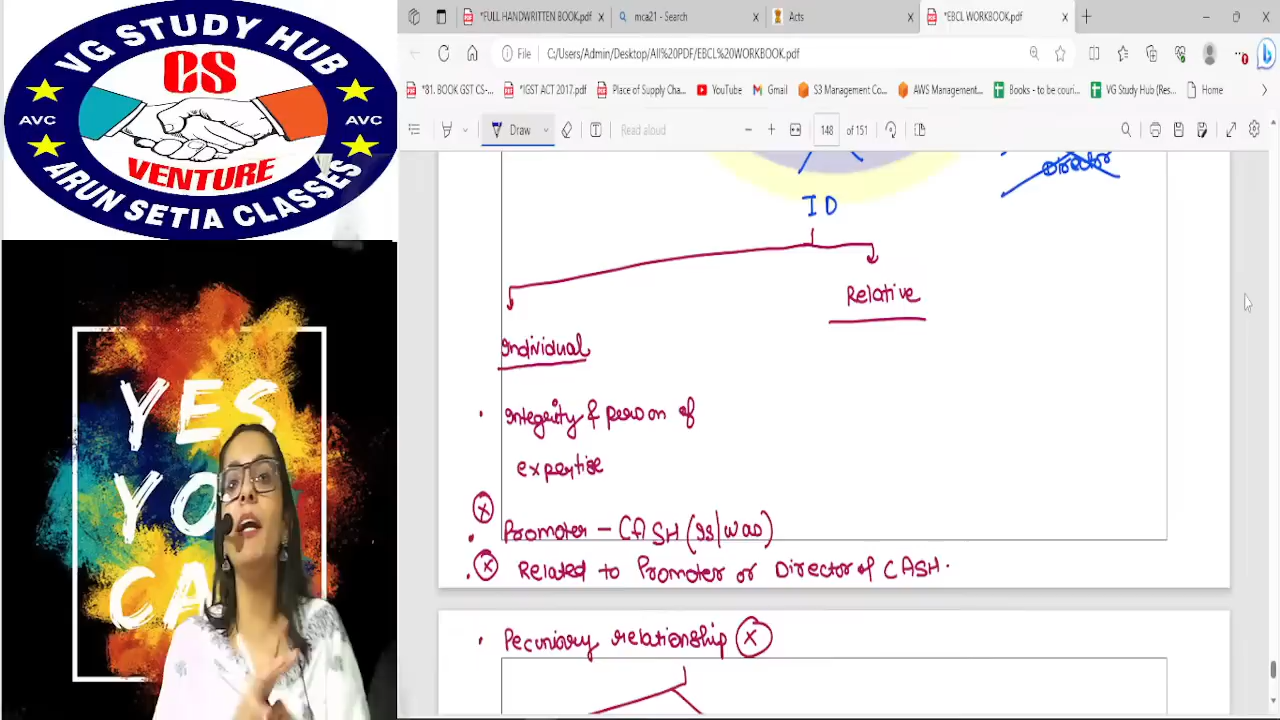 VG STUDY HUB
CS
AVC
AVC
VENTURE
ARUN SETIA CLASSES
YES
YO
CA
*FULL HANDWRITTEN BOOK.pdf
mca21 - Search
Acts
*EBCL WORKBOOK.pdf
File
C:/Users/Admin/Desktop/All%20PDF/EBCL%20WORKBOOK.pdf
*81. BOOK GST CS-...
*IGST ACT 2017.pdf
Place of Supply Cha...
YouTube
Gmail
S3 Management Co...
AWS Management...
Books - to be couri...
VG Study Hub (Res...
Home
Draw
Read aloud
148
of 151
Director
ID
Relative
Individual
Integrity & person of
expertise
Promoter - CASH (is/was)
Related to Promoter or Director of CASH.
Pecuniary relationship